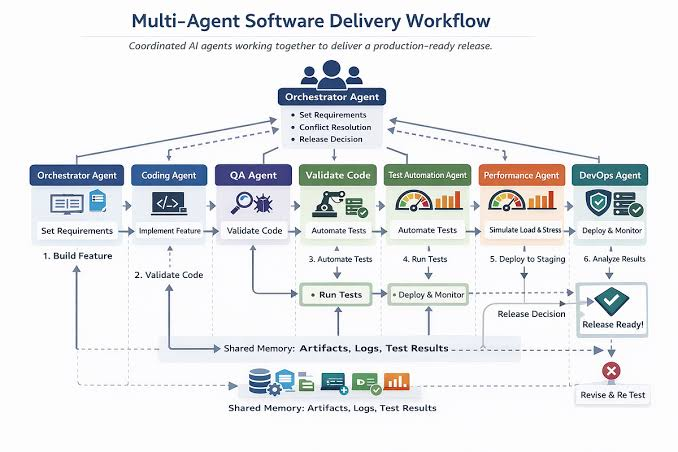 Multi-Agent Software Delivery Workflow
Coordinated AI agents working together to deliver a production-ready release.
Orchestrator Agent
• Set Requirements
• Conflict Resolution
• Release Decision
Orchestrator Agent
Coding Agent
QA Agent
Validate Code
Test Automation Agent
Performance Agent
DevOps Agent
Set Requirements
Implement Feature
Validate Code
Automate Tests
Automate Tests
Simulate Load & Stress
Deploy & Monitor
1. Build Feature
2. Validate Code
3. Automate Tests
4. Run Tests
5. Deploy to Staging
6. Analyze Results
• Run Tests
• Deploy & Monitor
Release Decision
Release Ready!
Shared Memory: Artifacts, Logs, Test Results
Revise & Re Test
Shared Memory: Artifacts, Logs, Test Results